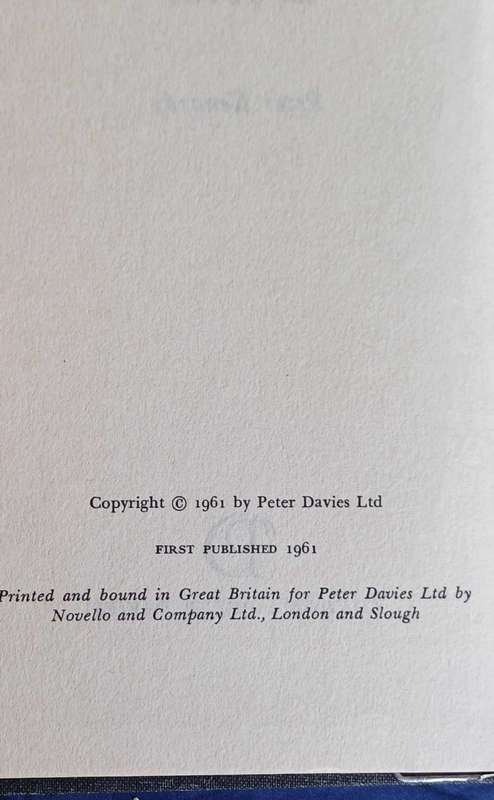 Copyright © 1961 by Peter Davies Ltd
FIRST PUBLISHED 1961
Printed and bound in Great Britain for Peter Davies Ltd by
Novello and Company Ltd., London and Slough